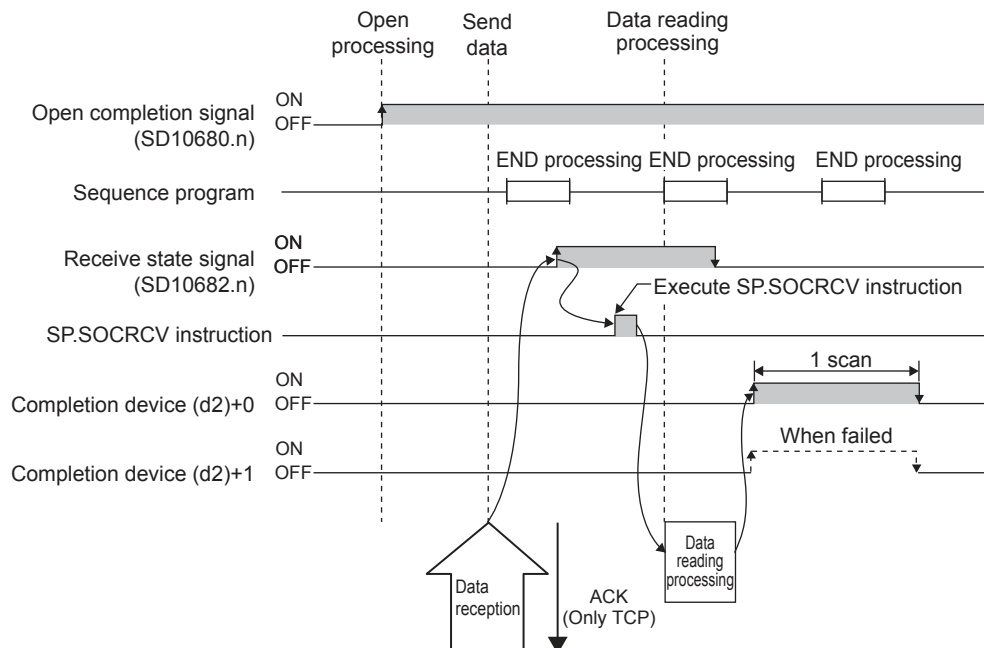 Open
processing
Send
data
Data reading
processing
Open completion signal
(SD10680.n)
ON
OFF
END processing
END processing
END processing
Sequence program
Receive state signal
(SD10682.n)
ON
OFF
Execute SP.SOCRCV instruction
SP.SOCRCV instruction
1 scan
Completion device (d2)+0
ON
OFF
When failed
Completion device (d2)+1
ON
OFF
Data
reception
ACK
(Only TCP)
Data
reading
processing